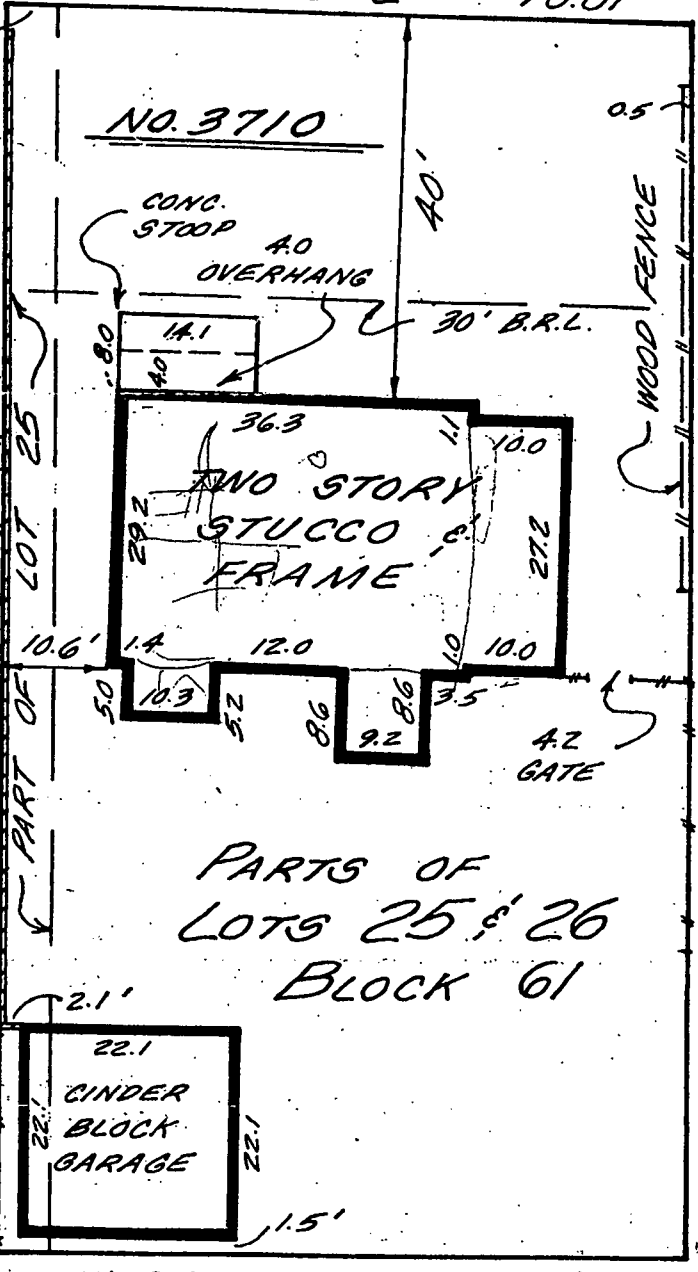 NO. 3710
0.5
40'
CONC.
STOOP
4.0
OVERHANG
WOOD FENCE
30' B.R.L.
14.1
8.0
4.0
36.3
1.1
10.0
TWO STORY
STUCCO &
FRAME
29.2
27.2
PART OF LOT 25
10.6'
1.4
12.0
1.0
10.0
5.0
10.3
5.2
8.6
9.2
8.6
3.5
4.2
GATE
PARTS OF
LOTS 25 & 26
BLOCK 61
2.1'
22.1
CINDER
BLOCK
GARAGE
22.1
22.1
1.5'